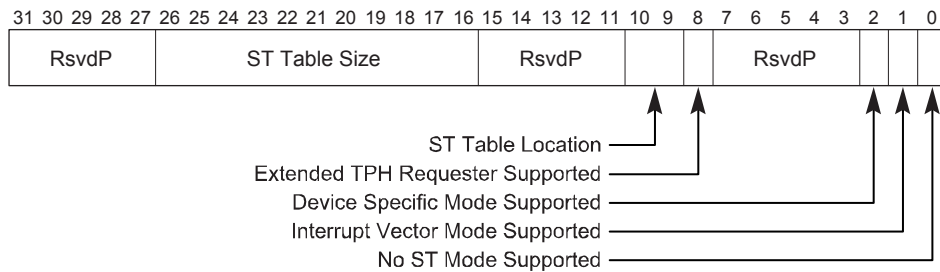 31 30 29 28 27 26 25 24 23 22 21 20 19 18 17 16 15 14 13 12 11 10 9 8 7 6 5 4 3 2 1 0
RsvdP ST Table Size RsvdP RsvdP
ST Table Location
Extended TPH Requester Supported
Device Specific Mode Supported
Interrupt Vector Mode Supported
No ST Mode Supported